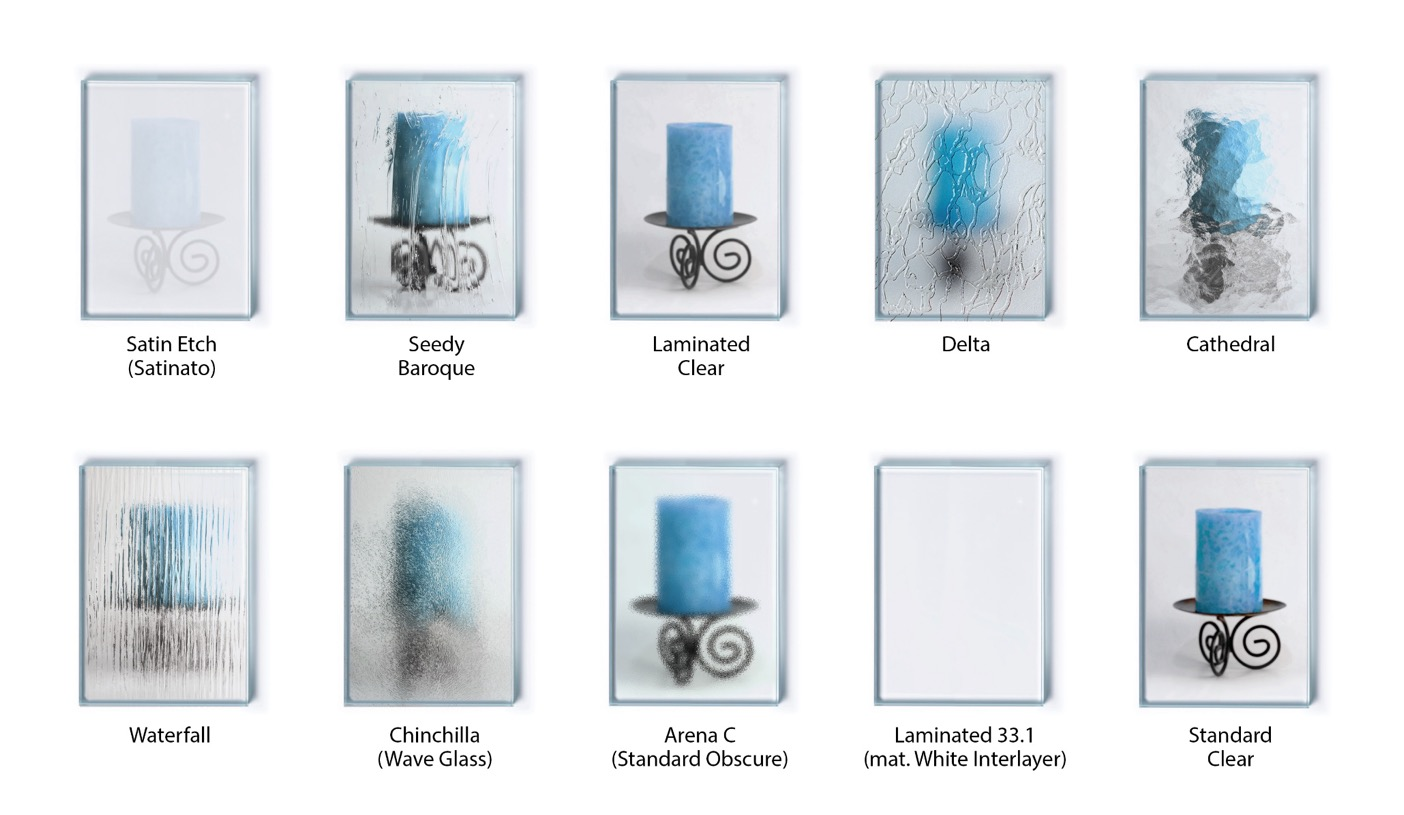 Satin Etch
(Satinato)
Seedy
Baroque
Laminated
Clear
Delta
Cathedral
Waterfall
Chinchilla
(Wave Glass)
Arena C
(Standard Obscure)
Laminated 33.1
(mat. White Interlayer)
Standard
Clear